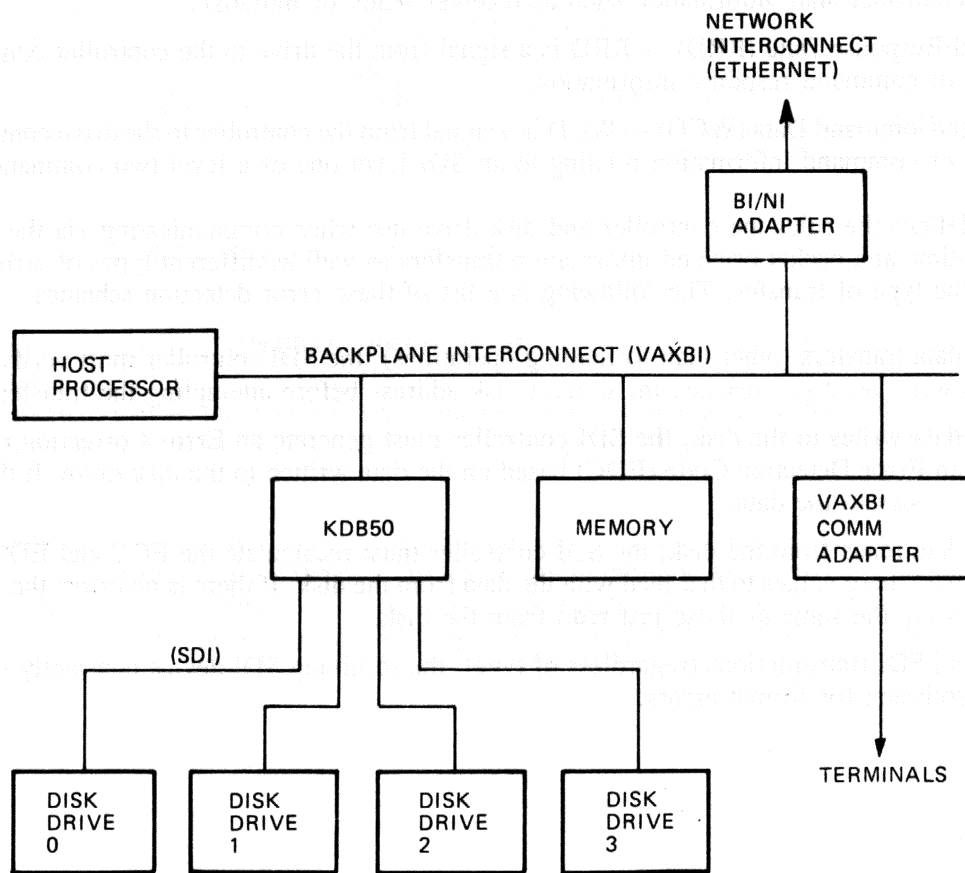 NETWORK
INTERCONNECT
(ETHERNET)
BI/NI
ADAPTER
HOST
PROCESSOR
BACKPLANE INTERCONNECT (VAXBI)
KDB50
MEMORY
VAXBI
COMM
ADAPTER
(SDI)
DISK
DRIVE
0
DISK
DRIVE
1
DISK
DRIVE
2
DISK
DRIVE
3
TERMINALS